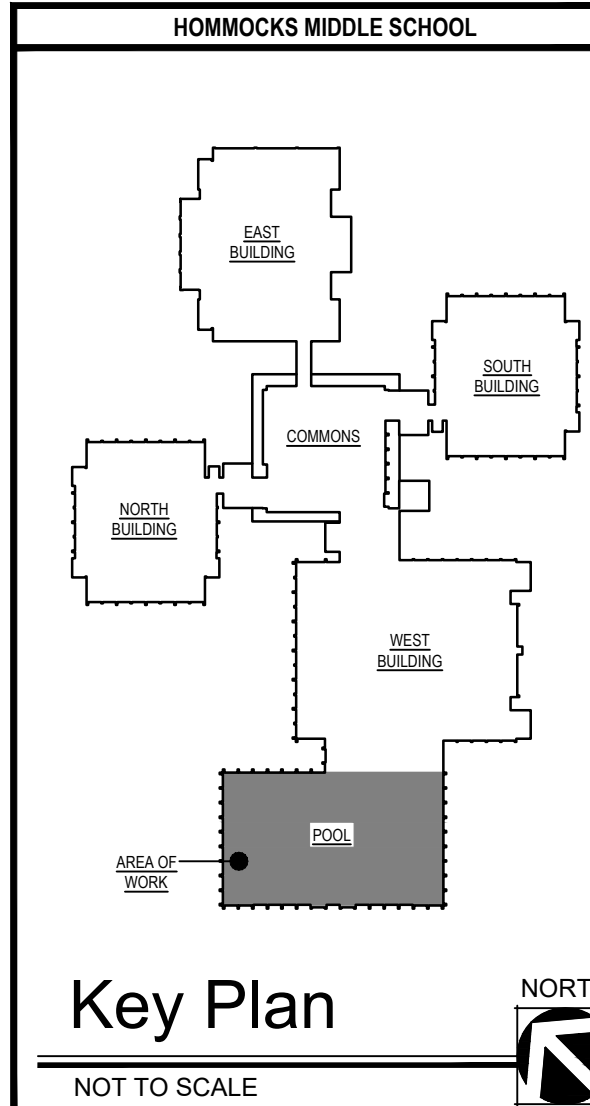 HOMMOCKS MIDDLE SCHOOL
EAST
BUILDING
SOUTH
BUILDING
COMMONS
NORTH
BUILDING
WEST
BUILDING
POOL
AREA OF
WORK
Key Plan
NORT
NOT TO SCALE